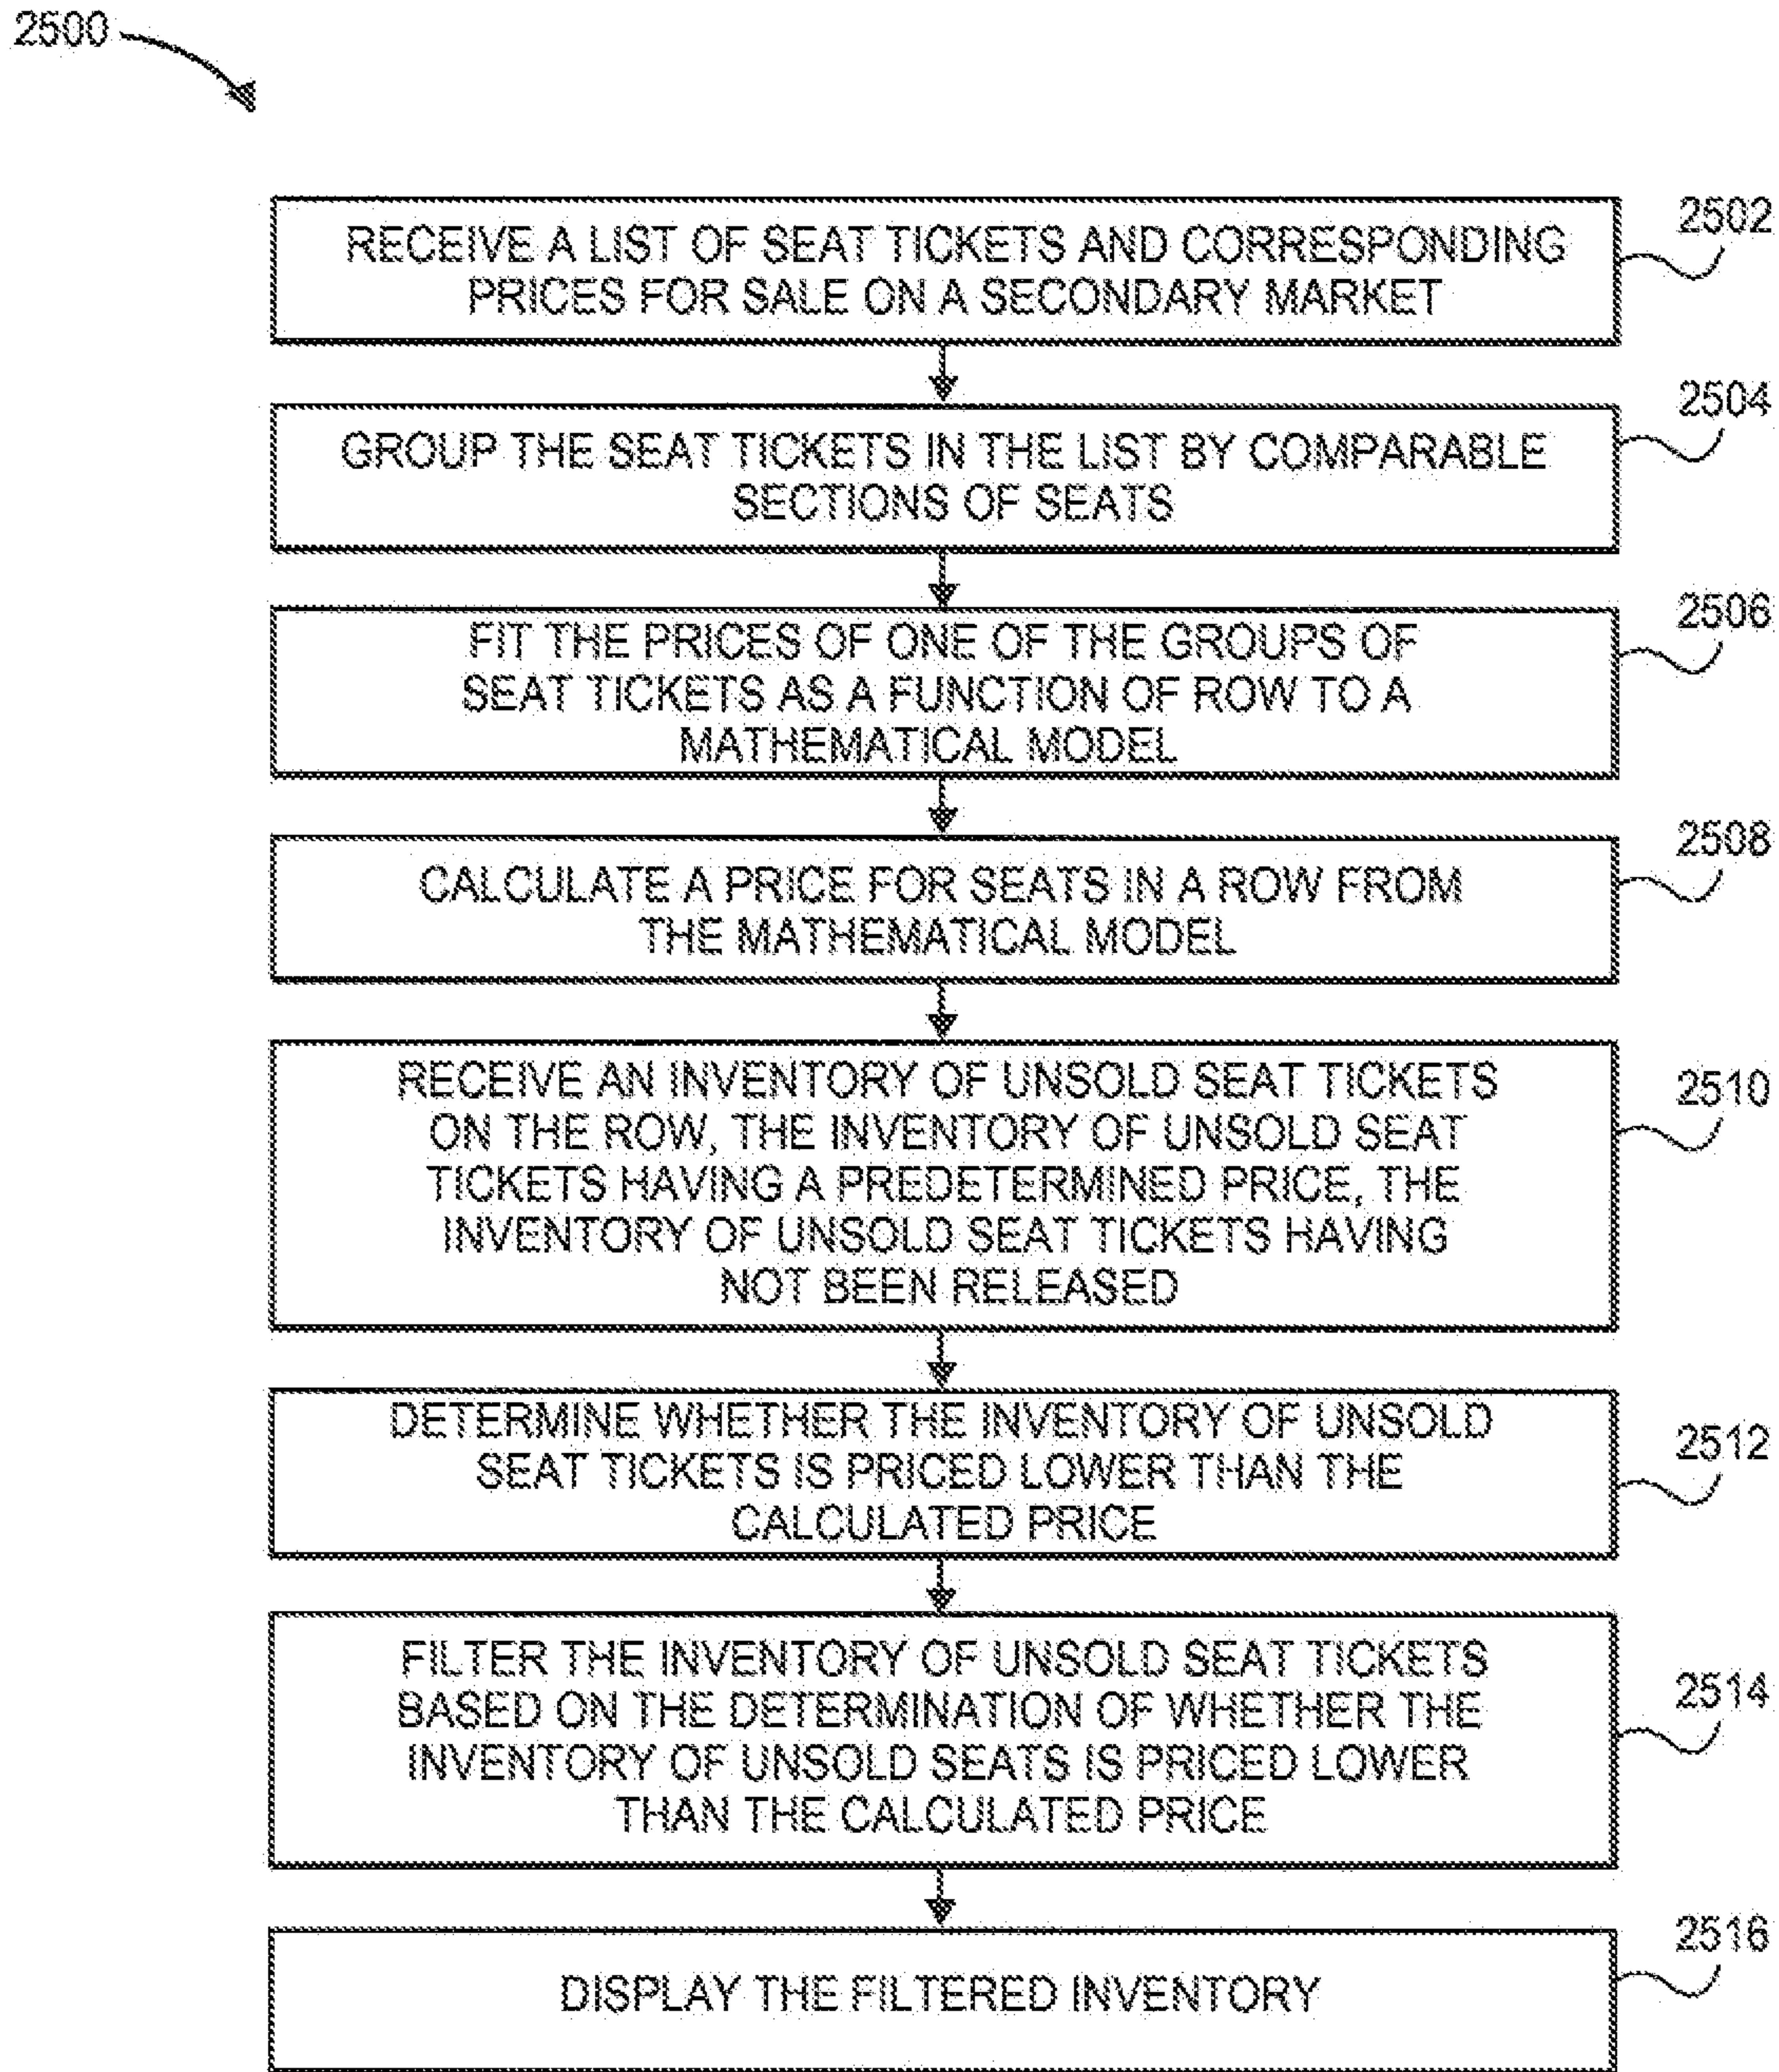 2500
RECEIVE A LIST OF SEAT TICKETS AND CORRESPONDING
PRICES FOR SALE ON A SECONDARY MARKET
2502
GROUP THE SEAT TICKETS IN THE LIST BY COMPARABLE
SECTIONS OF SEATS
2504
FIT THE PRICES OF ONE OF THE GROUPS OF
SEAT TICKETS AS A FUNCTION OF ROW TO A
MATHEMATICAL MODEL
2506
CALCULATE A PRICE FOR SEATS IN A ROW FROM
THE MATHEMATICAL MODEL
2508
RECEIVE AN INVENTORY OF UNSOLD SEAT TICKETS
ON THE ROW, THE INVENTORY OF UNSOLD SEAT
TICKETS HAVING A PREDETERMINED PRICE, THE
INVENTORY OF UNSOLD SEAT TICKETS HAVING
NOT BEEN RELEASED
2510
DETERMINE WHETHER THE INVENTORY OF UNSOLD
SEAT TICKETS IS PRICED LOWER THAN THE
CALCULATED PRICE
2512
FILTER THE INVENTORY OF UNSOLD SEAT TICKETS
BASED ON THE DETERMINATION OF WHETHER THE
INVENTORY OF UNSOLD SEATS IS PRICED LOWER
THAN THE CALCULATED PRICE
2514
DISPLAY THE FILTERED INVENTORY
2516